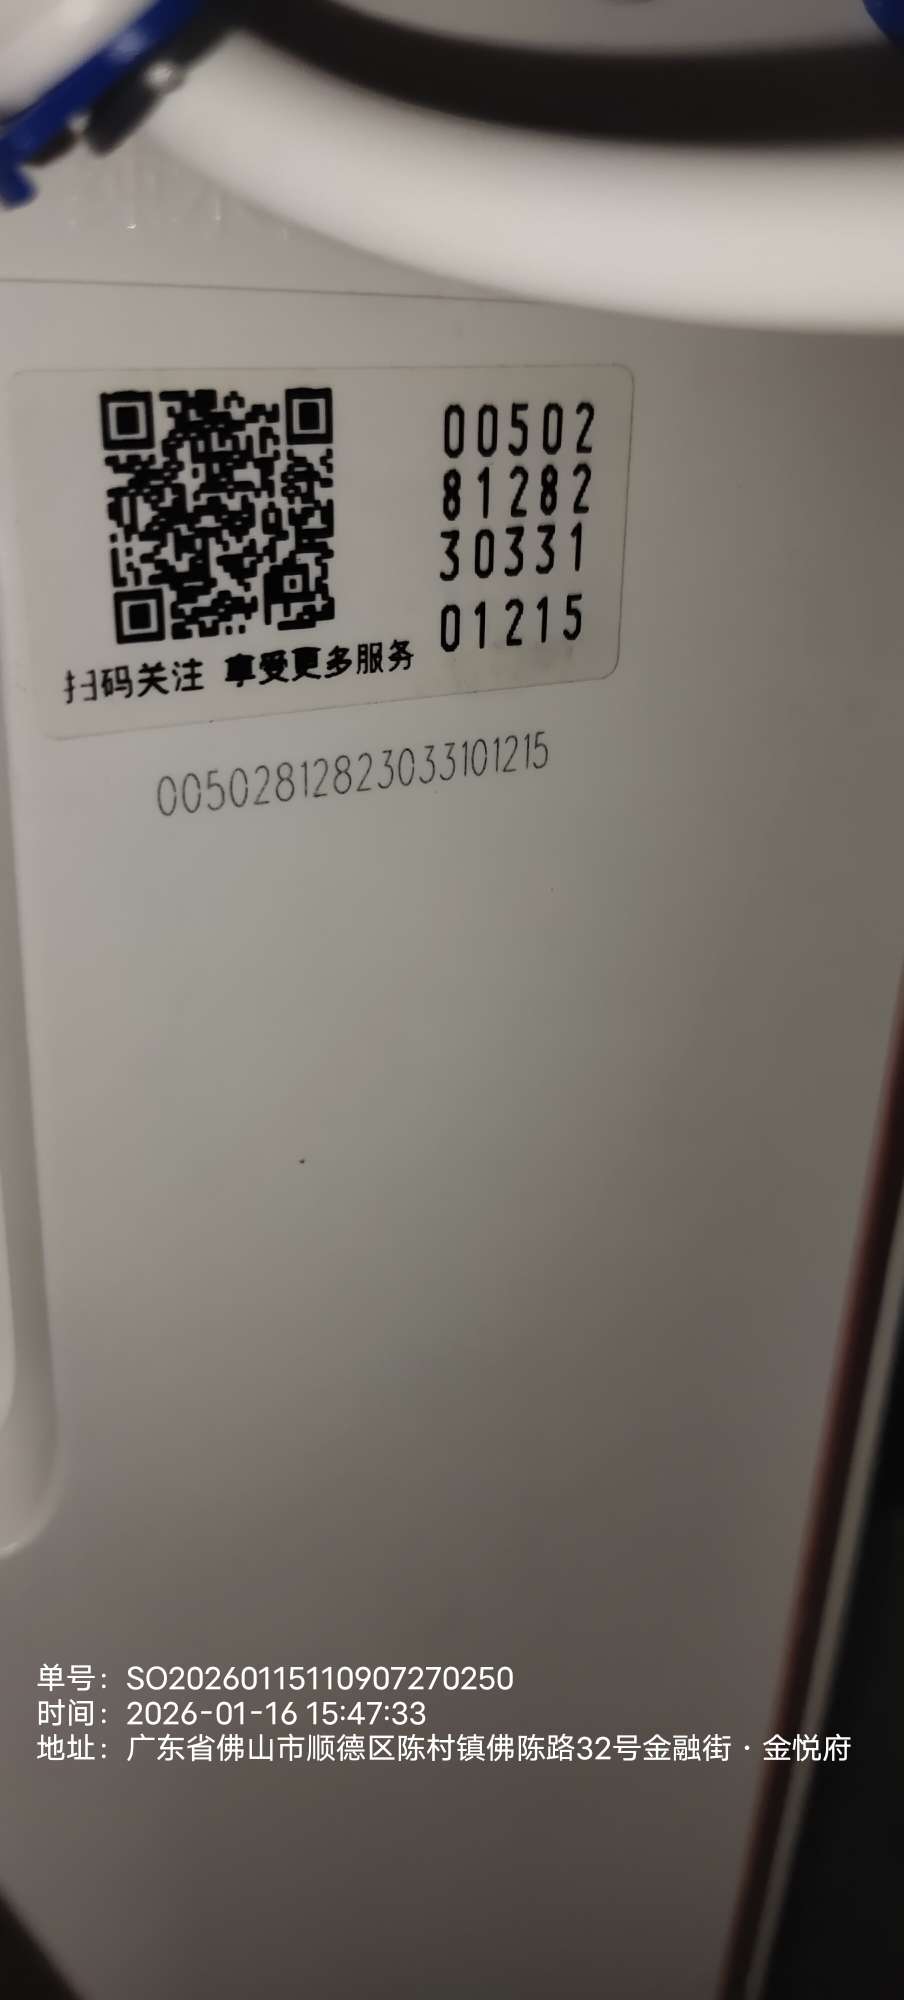 00502
81282
30331
01215
扫码关注 享受更多服务
00502812823033101215
单号：SO20260115110907270250
时间：2026-01-16 15:47:33
地址：广东省佛山市顺德区陈村镇佛陈路32号金融街·金悦府